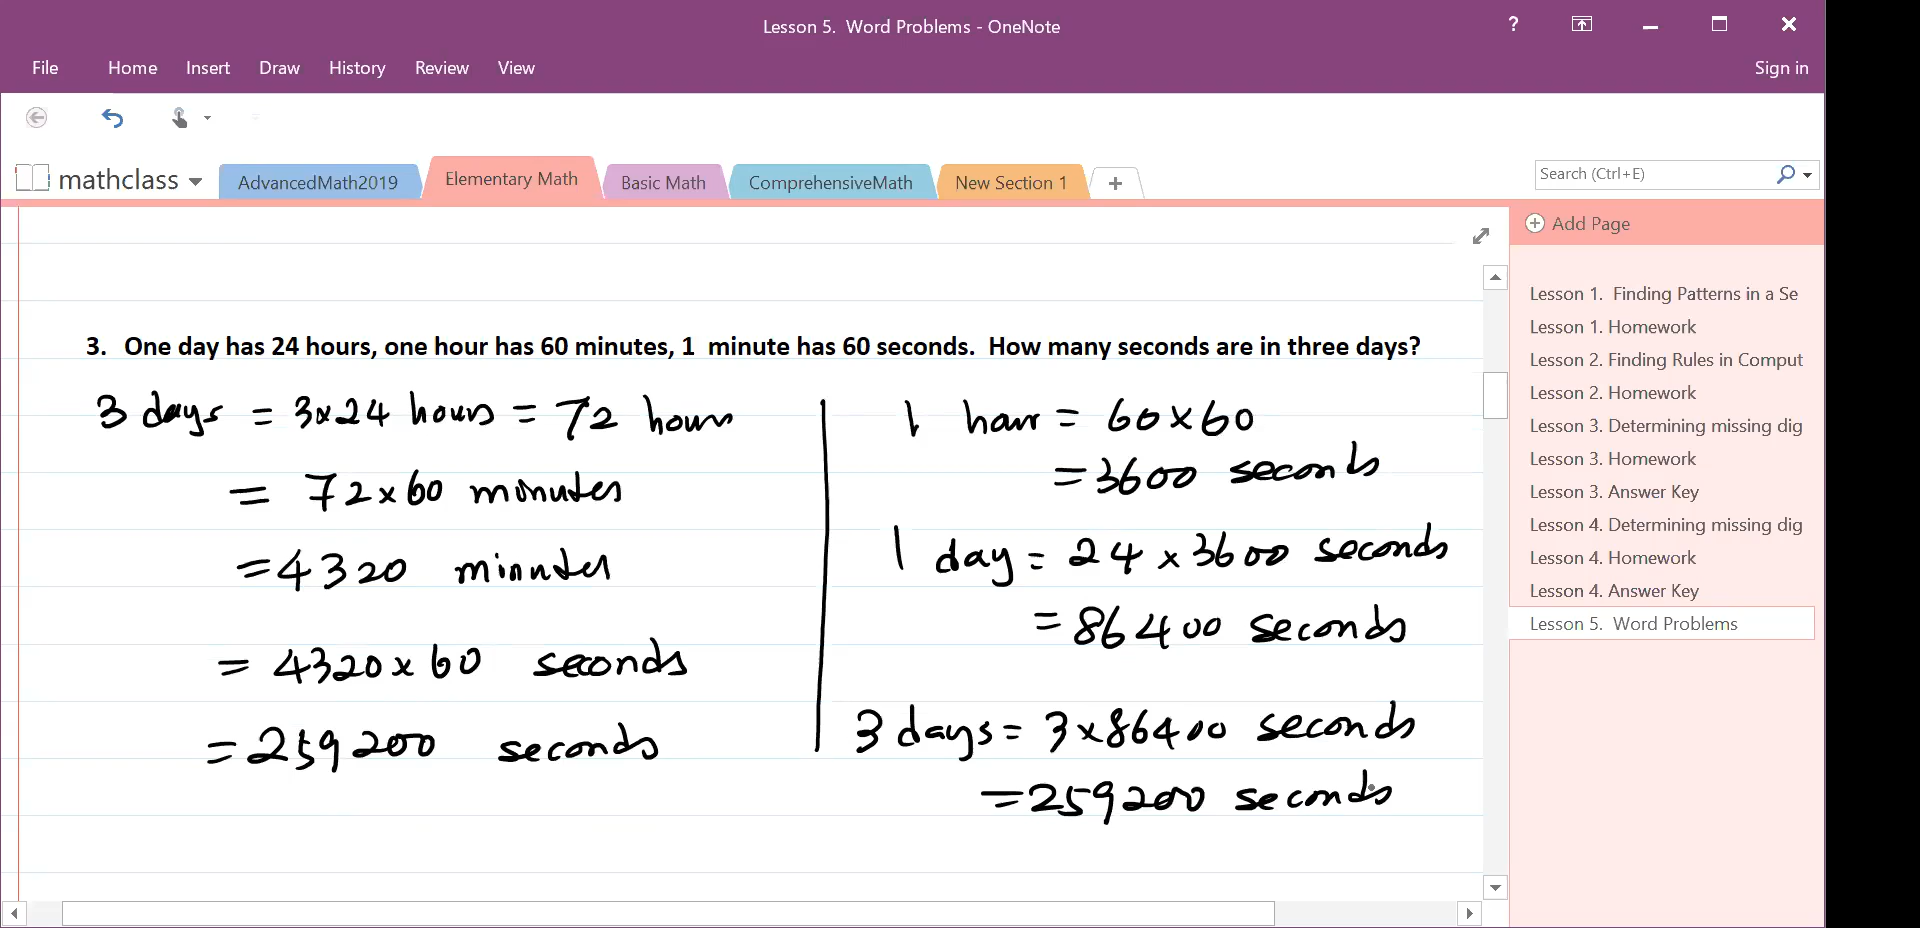 Lesson 5. Word Problems - OneNote
?
File Home Insert Draw History Review View
Sign in
mathclass
AdvancedMath2019
Elementary Math
Basic Math
ComprehensiveMath
New Section 1
+
Search (Ctrl+E)
3. One day has 24 hours, one hour has 60 minutes, 1 minute has 60 seconds. How many seconds are in three days?
3 days = 3x24 hours = 72 hours
= 72x60 minutes
=4320 minutes
= 4320x60 seconds
=259200 seconds
1 hour = 60x60
=3600 seconds
1 day = 24 x3600 seconds
= 86400 seconds
3 days = 3x86400 seconds
=259200 seconds
Add Page
Lesson 1. Finding Patterns in a Se
Lesson 1. Homework
Lesson 2. Finding Rules in Comput
Lesson 2. Homework
Lesson 3. Determining missing dig
Lesson 3. Homework
Lesson 3. Answer Key
Lesson 4. Determining missing dig
Lesson 4. Homework
Lesson 4. Answer Key
Lesson 5. Word Problems